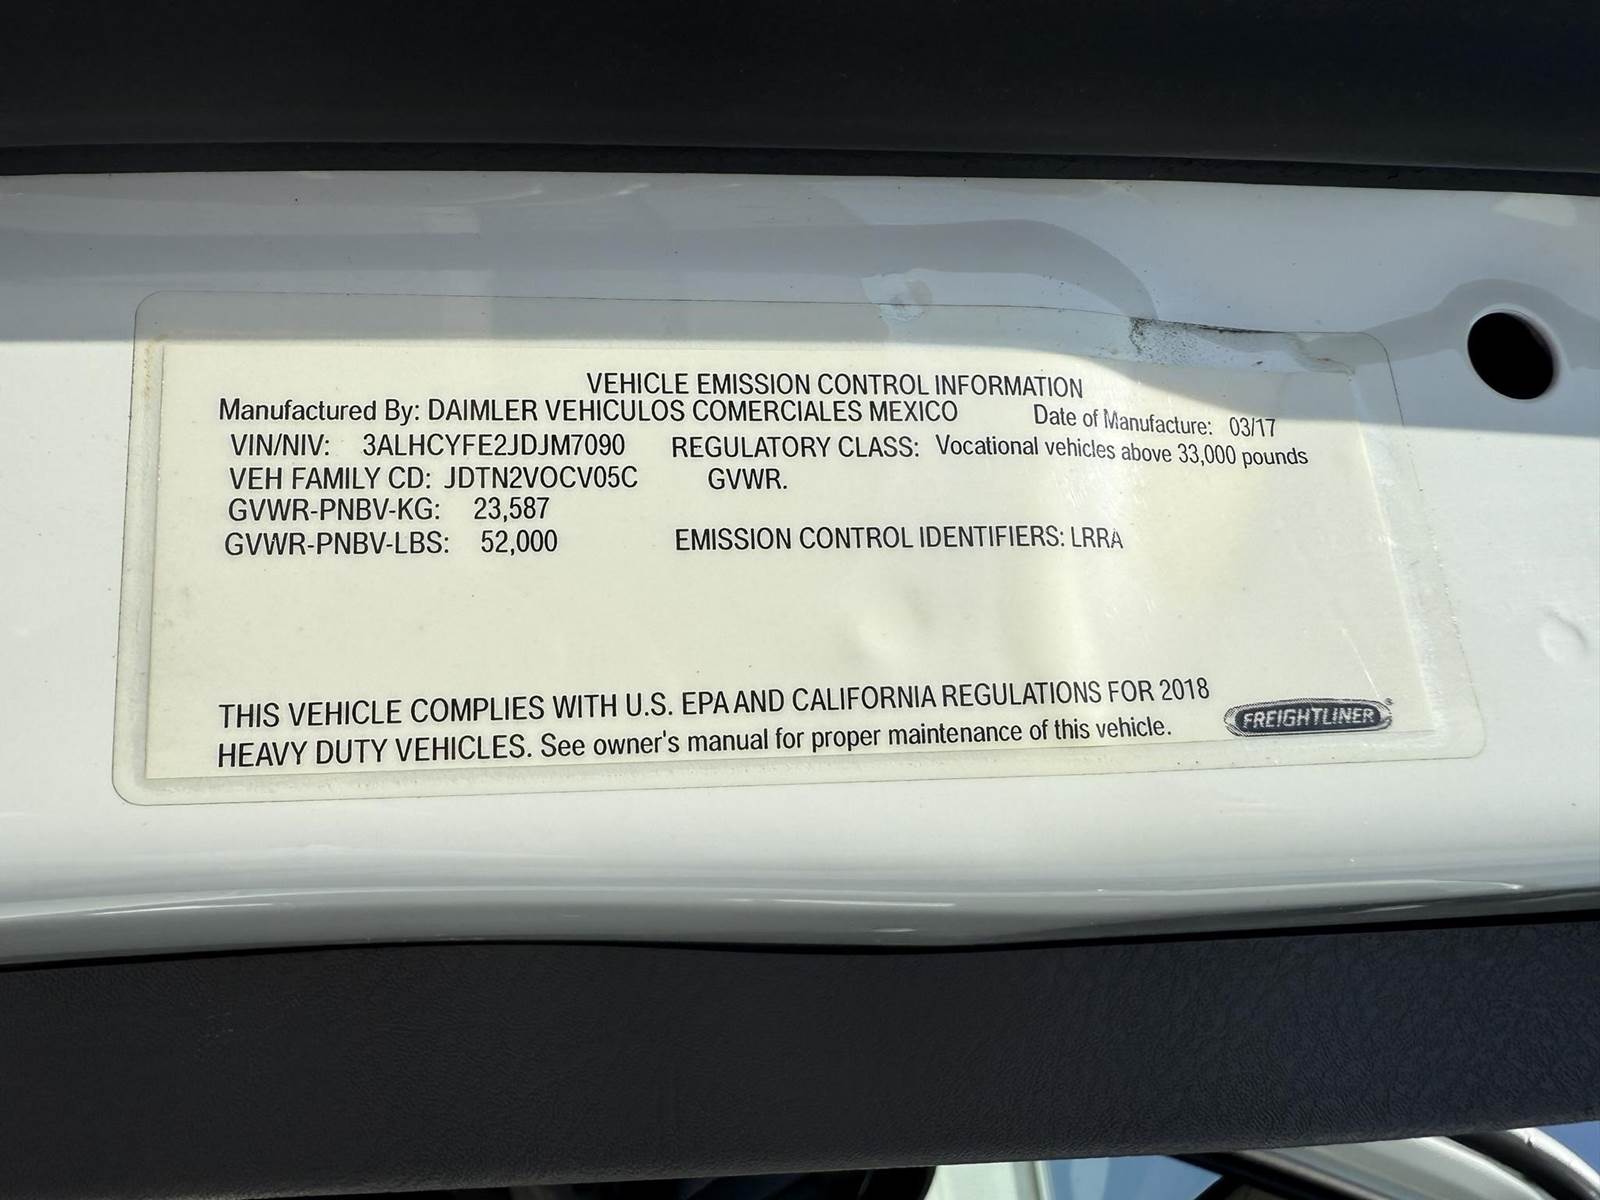 VEHICLE EMISSION CONTROL INFORMATION
Manufactured By: DAIMLER VEHICULOS COMERCIALES MEXICO Date of Manufacture: 03/17
VIN/NIV: 3ALHCYFE2JDJM7090 REGULATORY CLASS: Vocational vehicles above 33,000 pounds
VEH FAMILY CD: JDTN2VOCV05C GVWR.
GVWR-PNBV-KG: 23,587
GVWR-PNBV-LBS: 52,000 EMISSION CONTROL IDENTIFIERS: LRRA
THIS VEHICLE COMPLIES WITH U.S. EPA AND CALIFORNIA REGULATIONS FOR 2018
HEAVY DUTY VEHICLES. See owner's manual for proper maintenance of this vehicle.
FREIGHTLINER